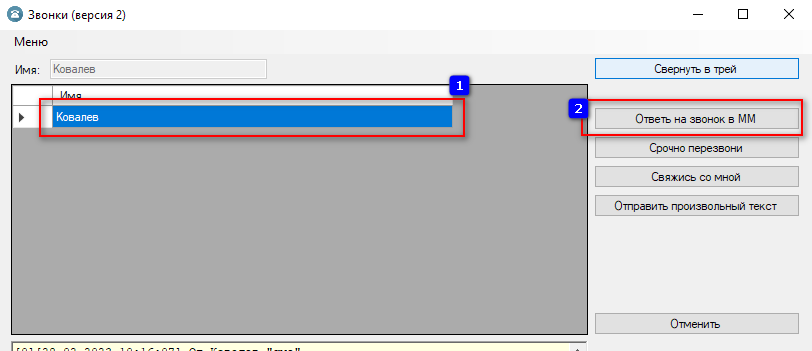 Звонки (версия 2)
Меню
Имя: Ковалев
Свернуть в трей
1
Имя
Ковалев
2
Ответь на звонок в ММ
Срочно перезвони
Свяжись со мной
Отправить произвольный текст
Отменить